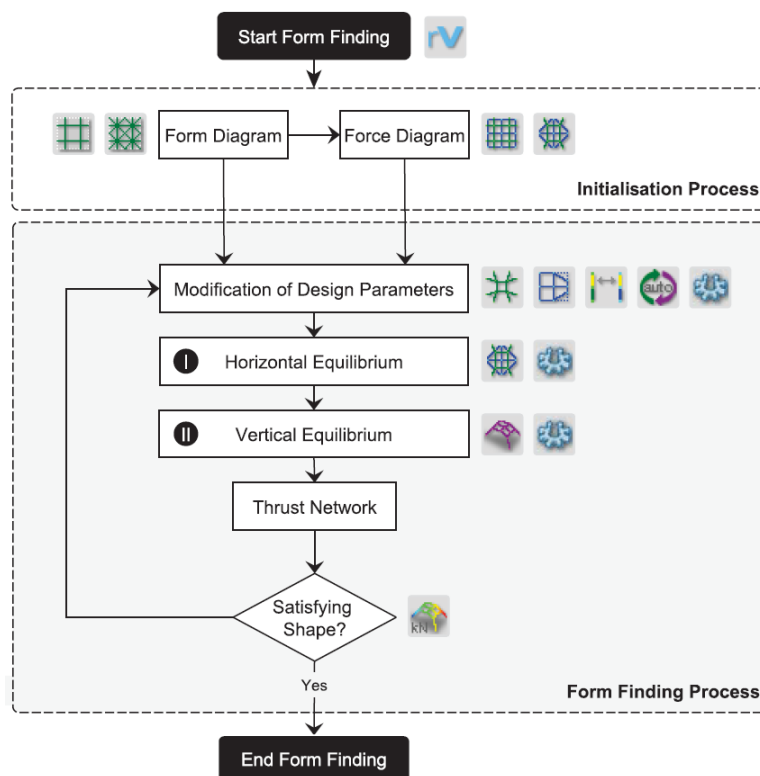 Start Form Finding
rV
Form Diagram
Force Diagram
Initialisation Process
Modification of Design Parameters
auto
I
Horizontal Equilibrium
II
Vertical Equilibrium
Thrust Network
Satisfying
Shape?
kN
Yes
Form Finding Process
End Form Finding